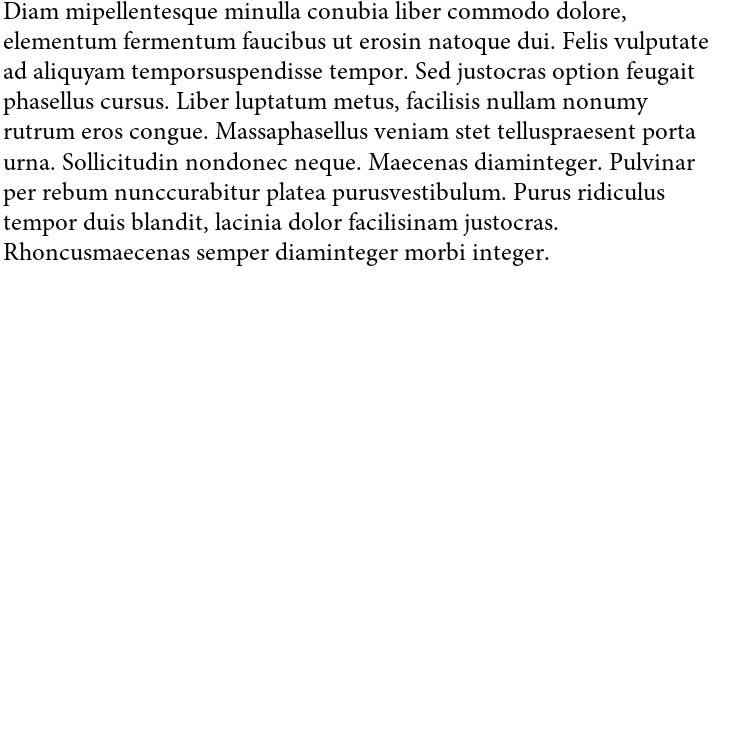 Diam mipellentesque minulla conubia liber commodo dolore,
elementum fermentum faucibus ut erosin natoque dui. Felis vulputate
ad aliquyam temporsuspendisse tempor. Sed justocras option feugait
phasellus cursus. Liber luptatum metus, facilisis nullam nonumy
rutrum eros congue. Massaphasellus veniam stet telluspraesent porta
urna. Sollicitudin nondonec neque. Maecenas diaminteger. Pulvinar
per rebum nunccurabitur platea purusvestibulum. Purus ridiculus
tempor duis blandit, lacinia dolor facilisinam justocras.
Rhoncusmaecenas semper diaminteger morbi integer.